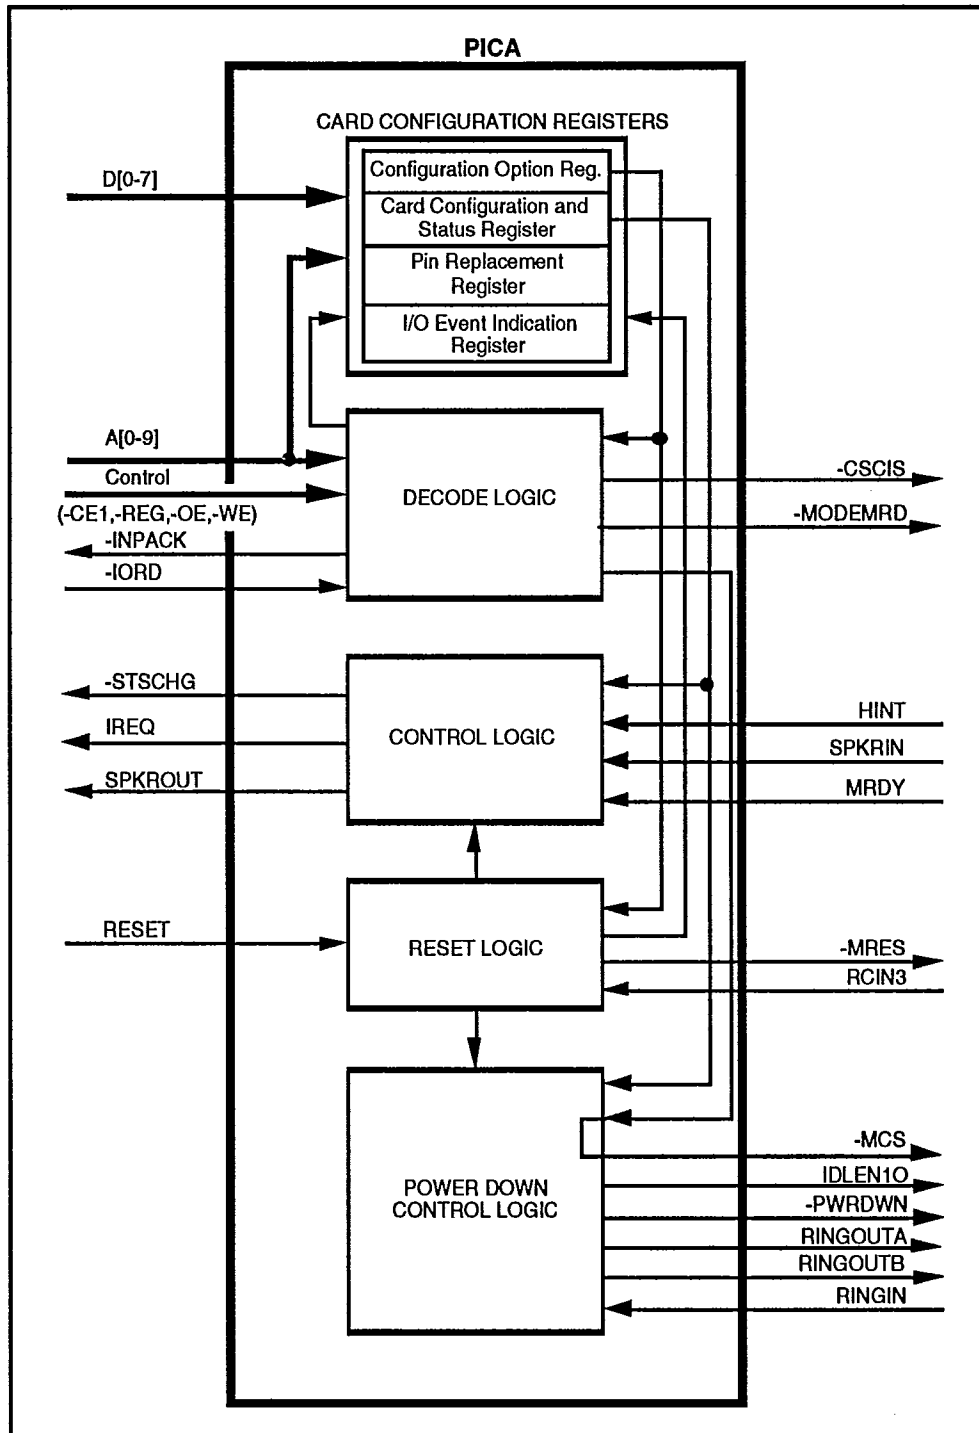 PICA
CARD CONFIGURATION REGISTERS
Configuration Option Reg.
Card Configuration and
Status Register
Pin Replacement
Register
I/O Event Indication
Register
D[0-7]
A[0-9]
Control
(-CE1,-REG,-OE,-WE)
-INPACK
-IORD
DECODE LOGIC
-CSCIS
-MODEMRD
-STSCHG
IREQ
SPKROUT
CONTROL LOGIC
HINT
SPKRIN
MRDY
RESET
RESET LOGIC
-MRES
RCIN3
POWER DOWN
CONTROL LOGIC
-MCS
IDLEN1O
-PWRDWN
RINGOUTA
RINGOUTB
RINGIN